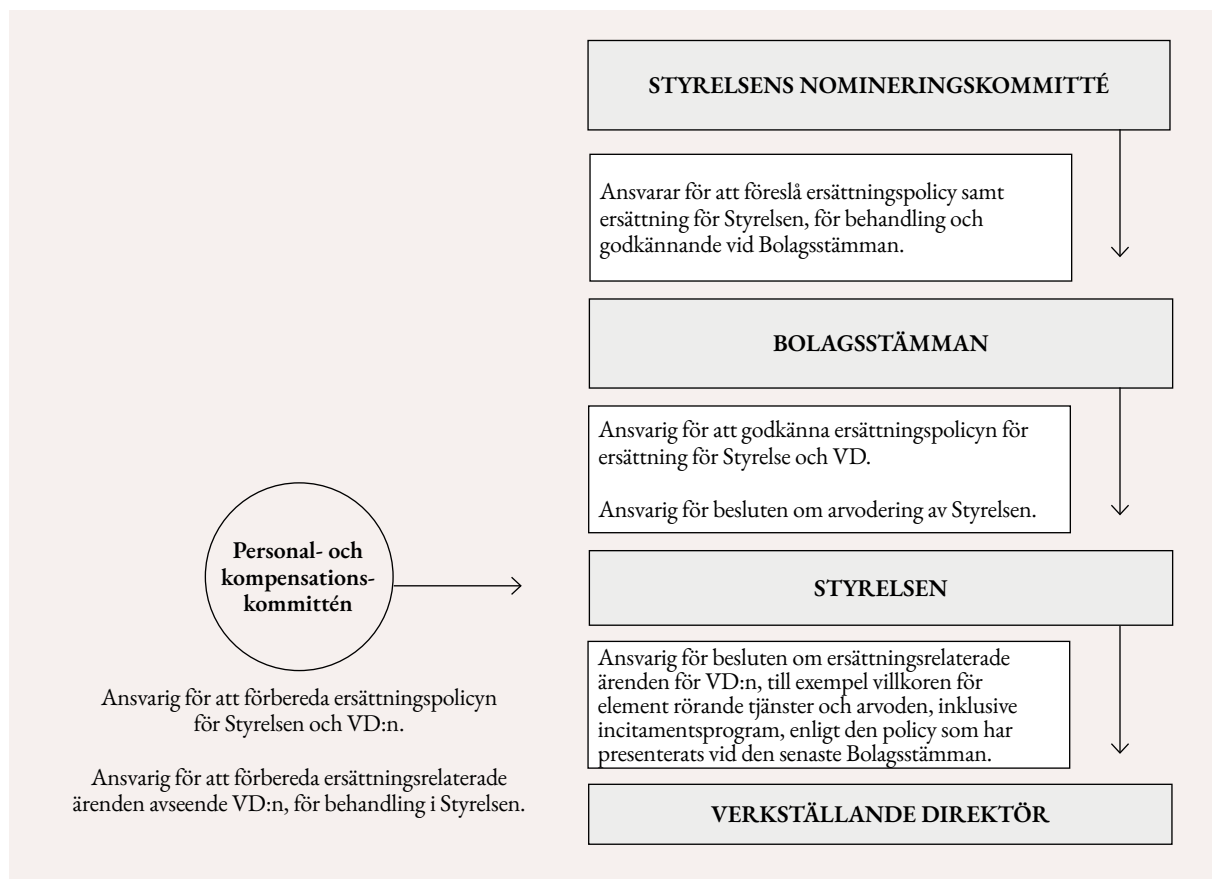 STYRELSENS NOMINERINGSKOMMITTÉ
Ansvarar för att föreslå ersättningspolicy samt
ersättning för Styrelsen, för behandling och
godkännande vid Bolagsstämman.
BOLAGSSTÄMMAN
Ansvarig för att godkänna ersättningspolicyn för
ersättning för Styrelse och VD.
Ansvarig för besluten om arvodering av Styrelsen.
Personal- och
kompensations-
kommittén
Ansvarig för att förbereda ersättningspolicyn
för Styrelsen och VD:n.
Ansvarig för att förbereda ersättningsrelaterade
ärenden avseende VD:n, för behandling i Styrelsen.
STYRELSEN
Ansvarig för besluten om ersättningsrelaterade
ärenden för VD:n, till exempel villkoren för
element rörande tjänster och arvoden, inklusive
incitamentsprogram, enligt den policy som har
presenterats vid den senaste Bolagsstämman.
VERKSTÄLLANDE DIREKTÖR